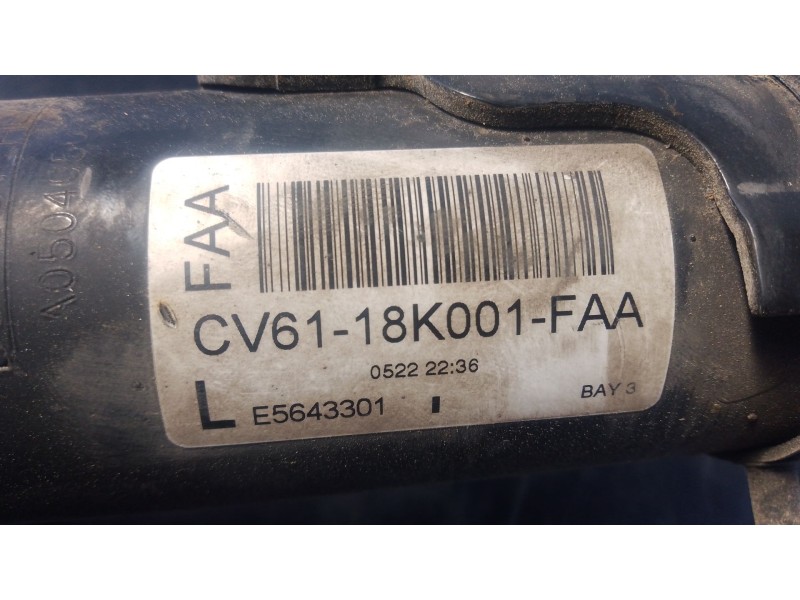 FAA
CV61-18K001-FAA
0522 22:36
L E5643301
BAY 3